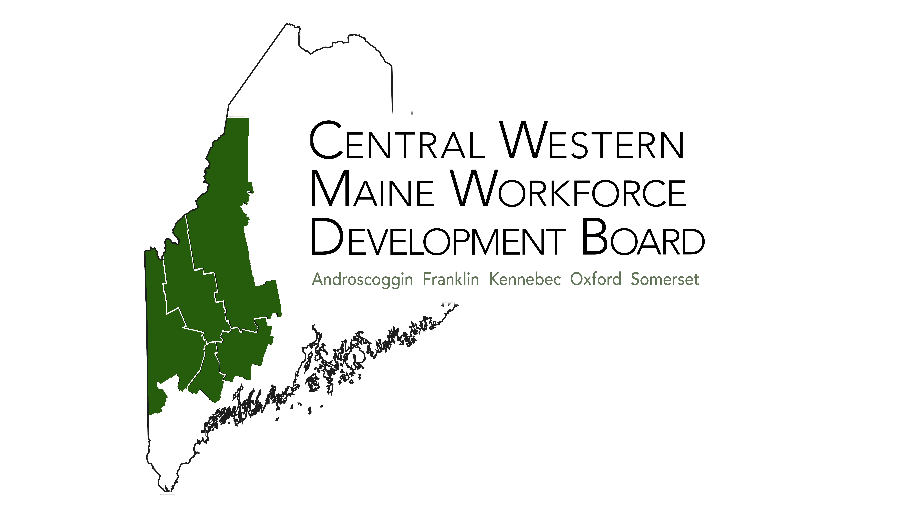 Central Western
Maine Workforce
Development Board
Androscoggin Franklin Kennebec Oxford Somerset